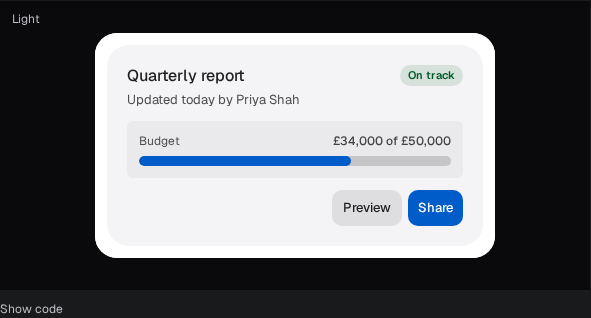 Light
Quarterly report
On track
Updated today by Priya Shah
Budget
£34,000 of £50,000
Preview
Share
Show code